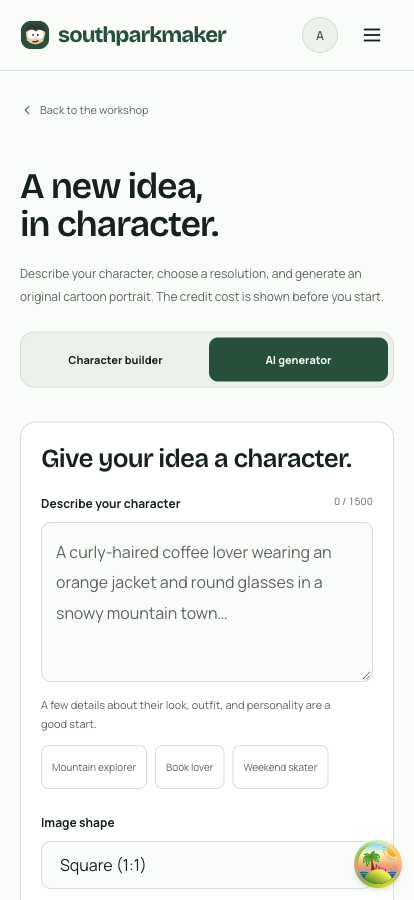 southparkmaker
A
Back to the workshop
A new idea,
in character.
Describe your character, choose a resolution, and generate an
original cartoon portrait. The credit cost is shown before you start.
Character builder
AI generator
Give your idea a character.
Describe your character
0 / 1500
A curly-haired coffee lover wearing an
orange jacket and round glasses in a
snowy mountain town…
A few details about their look, outfit, and personality are a
good start.
Mountain explorer
Book lover
Weekend skater
Image shape
Square (1:1)